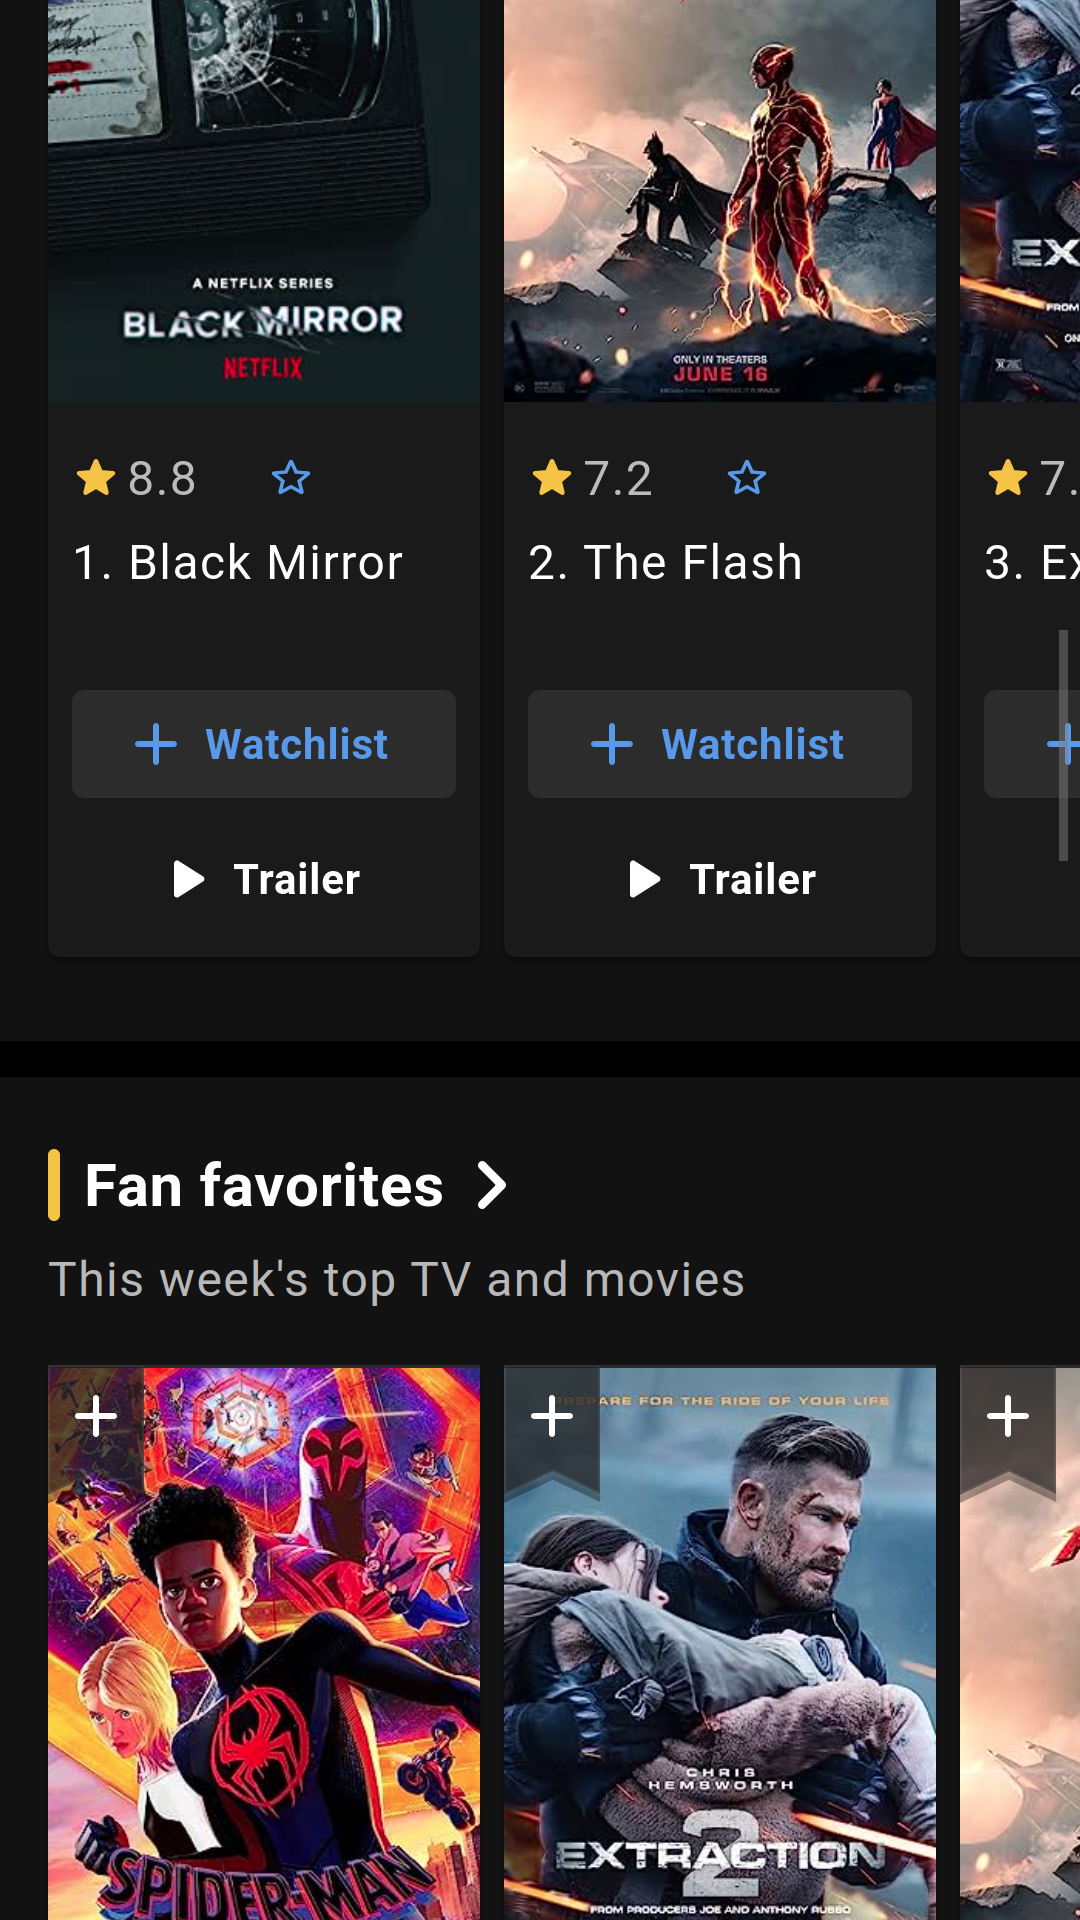 A NETFLIX SERIES
BLACK MIRROR
NETFLIX
ONLY IN THEATERS
JUNE 16
EX
FROM
ON
8.8
7.2
7.
1. Black Mirror
2. The Flash
3. Ex
Watchlist
Watchlist
Trailer
Trailer
Fan favorites
This week's top TV and movies
PREPARE FOR THE RIDE OF YOUR LIFE
CHRIS
HEMSWORTH
2
EXTRACTION
FROM PRODUCERS JOE AND ANTHONY RUSSO
SPIDER-MAN